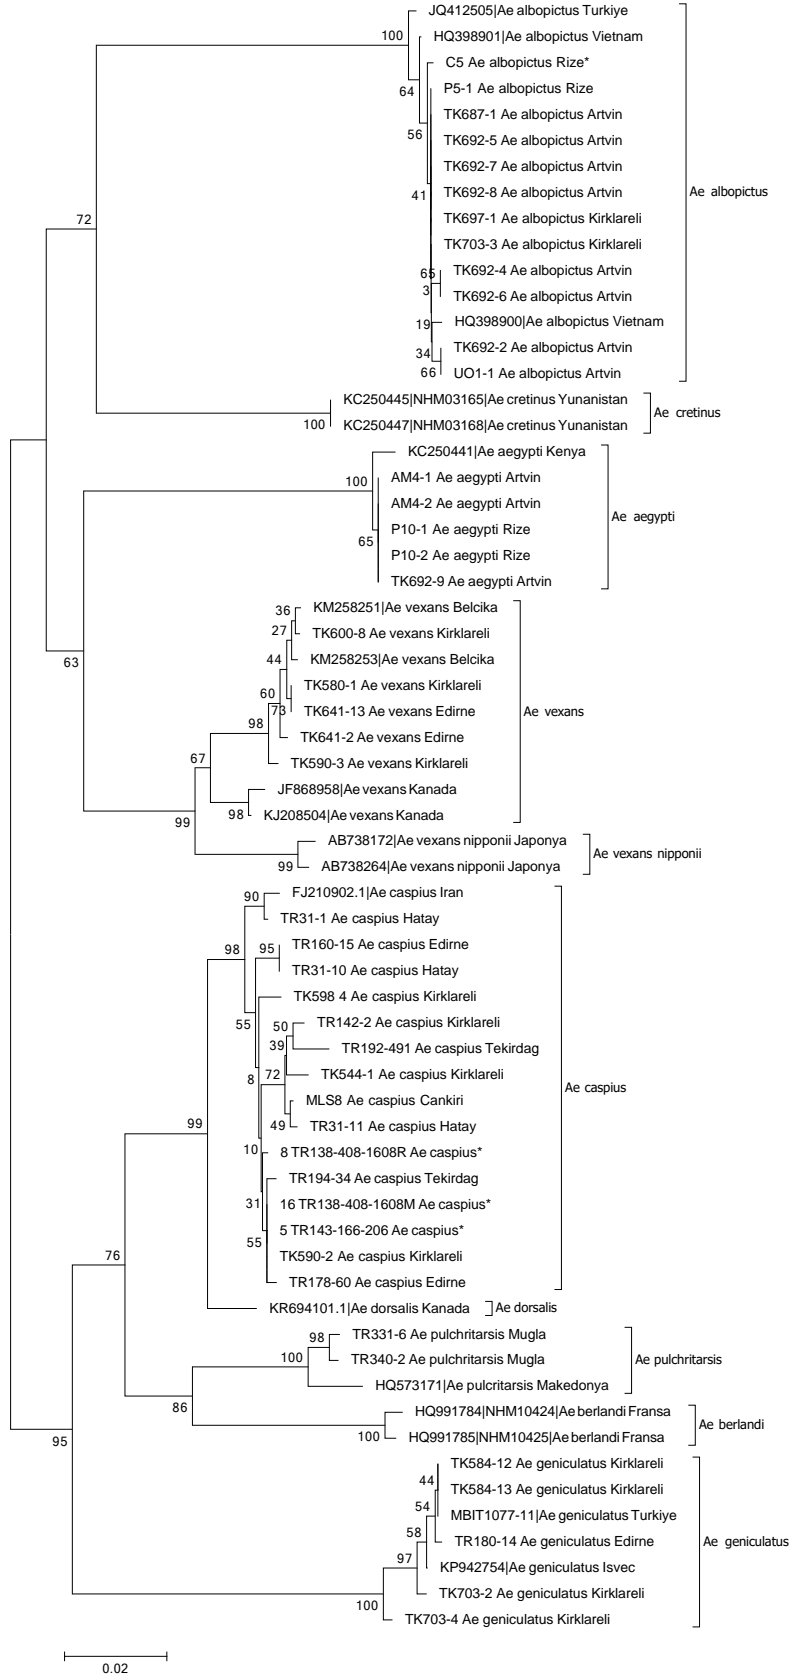 JQ412505|Ae albopictus Turkiye
100
HQ398901|Ae albopictus Vietnam
C5 Ae albopictus Rize*
64
P5-1 Ae albopictus Rize
TK687-1 Ae albopictus Artvin
56
TK692-5 Ae albopictus Artvin
TK692-7 Ae albopictus Artvin
TK692-8 Ae albopictus Artvin
Ae albopictus
41
TK697-1 Ae albopictus Kirklareli
72
TK703-3 Ae albopictus Kirklareli
TK692-4 Ae albopictus Artvin
65
3
TK692-6 Ae albopictus Artvin
HQ398900|Ae albopictus Vietnam
19
TK692-2 Ae albopictus Artvin
34
UO1-1 Ae albopictus Artvin
66
KC250445|NHM03165|Ae cretinus Yunanistan
Ae cretinus
KC250447|NHM03168|Ae cretinus Yunanistan
100
KC250441|Ae aegypti Kenya
AM4-1 Ae aegypti Artvin
100
AM4-2 Ae aegypti Artvin
Ae aegypti
P10-1 Ae aegypti Rize
65
P10-2 Ae aegypti Rize
TK692-9 Ae aegypti Artvin
KM258251|Ae vexans Belcika
36
TK600-8 Ae vexans Kirklareli
27
KM258253|Ae vexans Belcika
44
63
TK580-1 Ae vexans Kirklareli
60
TK641-13 Ae vexans Edirne
73
Ae vexans
98
TK641-2 Ae vexans Edirne
67
TK590-3 Ae vexans Kirklareli
JF868958|Ae vexans Kanada
KJ208504|Ae vexans Kanada
98
99
AB738172|Ae vexans nipponii Japonya
Ae vexans nipponii
AB738264|Ae vexans nipponii Japonya
99
FJ210902.1|Ae caspius Iran
90
TR31-1 Ae caspius Hatay
TR160-15 Ae caspius Edirne
98
95
TR31-10 Ae caspius Hatay
TK598 4 Ae caspius Kirklareli
55
TR142-2 Ae caspius Kirklareli
50
TR192-491 Ae caspius Tekirdag
39
TK544-1 Ae caspius Kirklareli
72
8
Ae caspius
MLS8 Ae caspius Cankiri
TR31-11 Ae caspius Hatay
49
99
8 TR138-408-1608R Ae caspius*
10
TR194-34 Ae caspius Tekirdag
16 TR138-408-1608M Ae caspius*
31
5 TR143-166-206 Ae caspius*
55
TK590-2 Ae caspius Kirklareli
76
TR178-60 Ae caspius Edirne
KR694101.1|Ae dorsalis Kanada
Ae dorsalis
TR331-6 Ae pulchritarsis Mugla
98
TR340-2 Ae pulchritarsis Mugla
100
Ae pulchritarsis
HQ573171|Ae pulcritarsis Makedonya
86
HQ991784|NHM10424|Ae berlandi Fransa
Ae berlandi
HQ991785|NHM10425|Ae berlandi Fransa
100
95
TK584-12 Ae geniculatus Kirklareli
44
TK584-13 Ae geniculatus Kirklareli
54
MBIT1077-11|Ae geniculatus Turkiye
58
TR180-14 Ae geniculatus Edirne
Ae geniculatus
97
KP942754|Ae geniculatus Isvec
TK703-2 Ae geniculatus Kirklareli
100
TK703-4 Ae geniculatus Kirklareli
0.02